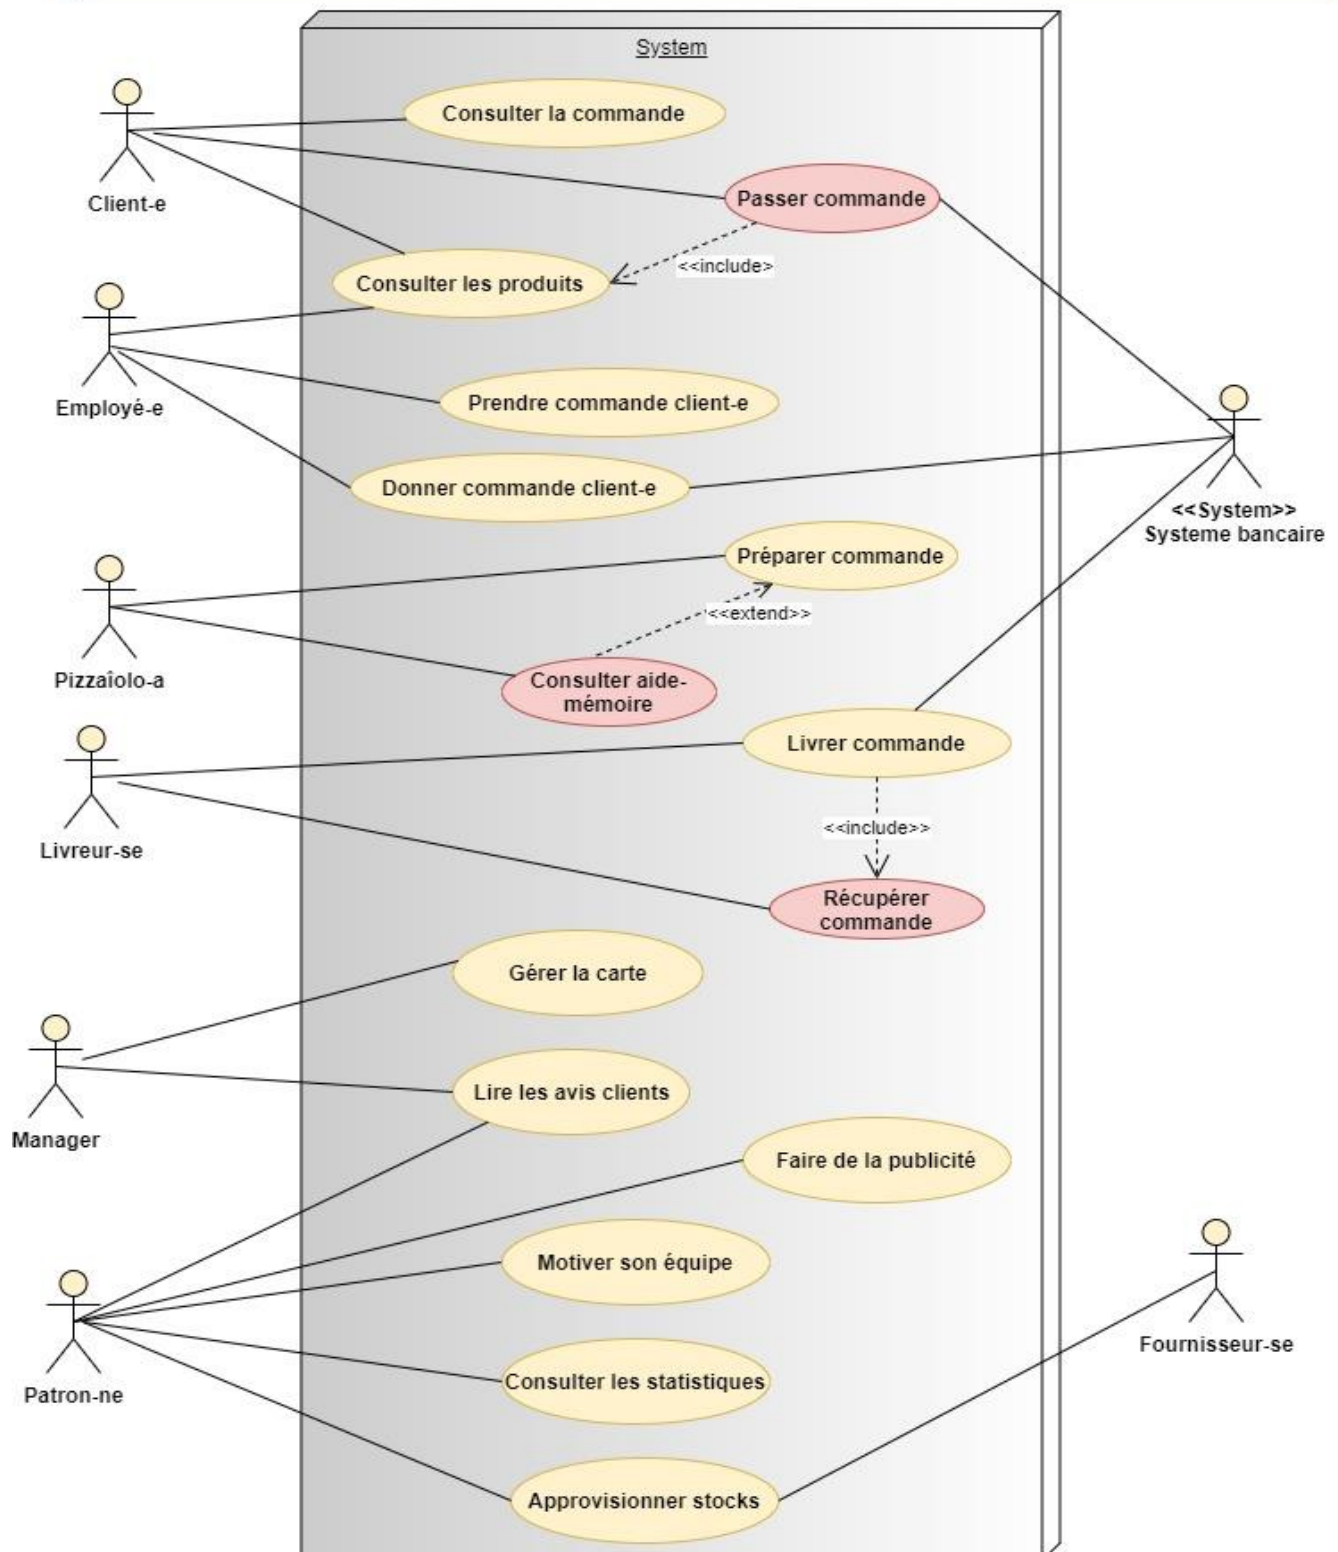 System
Consulter la commande
Client-e
Passer commande
<<include>
Consulter les produits
Employé-e
Prendre commande client-e
Donner commande client-e
<<System>>
Systeme bancaire
Préparer commande
<<extend>>
Pizzaîolo-a
Consulter aide-
mémoire
Livrer commande
<<include>>
Livreur-se
Récupérer
commande
Gérer la carte
Lire les avis clients
Manager
Faire de la publicité
Motiver son équipe
Fournisseur-se
Consulter les statistiques
Patron-ne
Approvisionner stocks